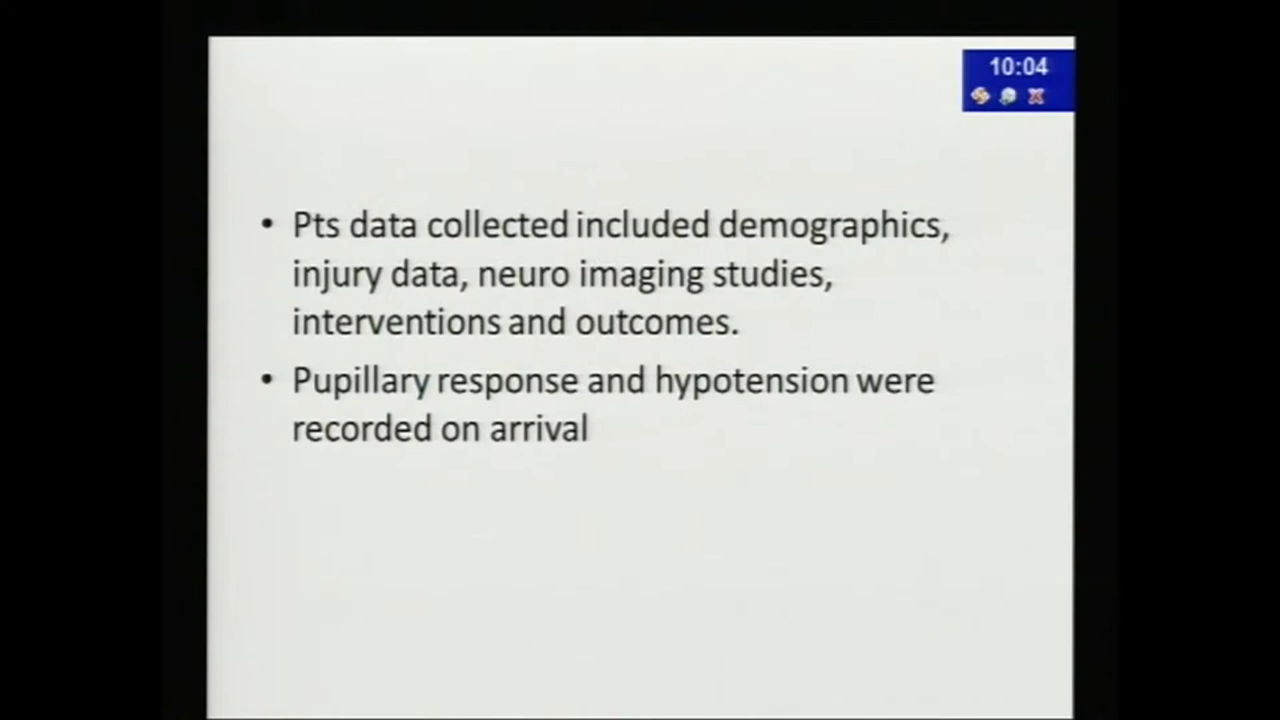 10:04
• Pts data collected included demographics,
injury data, neuro imaging studies,
interventions and outcomes.
• Pupillary response and hypotension were
recorded on arrival